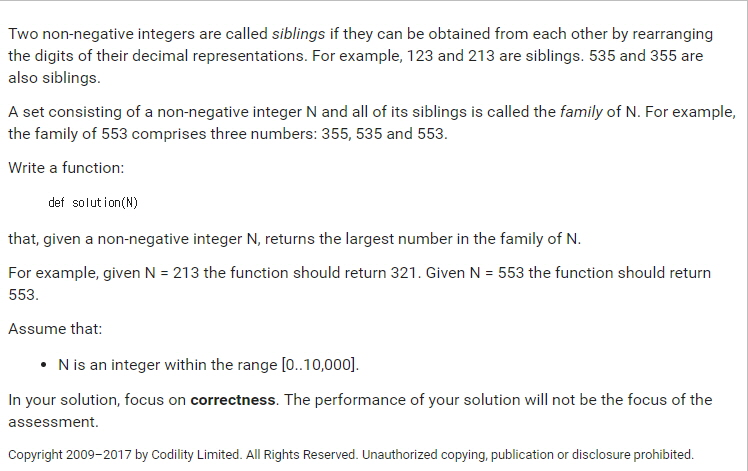 Two non-negative integers are called siblings if they can be obtained from each other by rearranging
the digits of their decimal representations. For example, 123 and 213 are siblings. 535 and 355 are
also siblings.
A set consisting of a non-negative integer N and all of its siblings is called the family of N. For example,
the family of 553 comprises three numbers: 355, 535 and 553.
Write a function:
def solution(N)
that, given a non-negative integer N, returns the largest number in the family of N.
For example, given N = 213 the function should return 321. Given N = 553 the function should return
553.
Assume that:
• N is an integer within the range [0..10,000].
In your solution, focus on correctness. The performance of your solution will not be the focus of the
assessment.
Copyright 2009–2017 by Codility Limited. All Rights Reserved. Unauthorized copying, publication or disclosure prohibited.